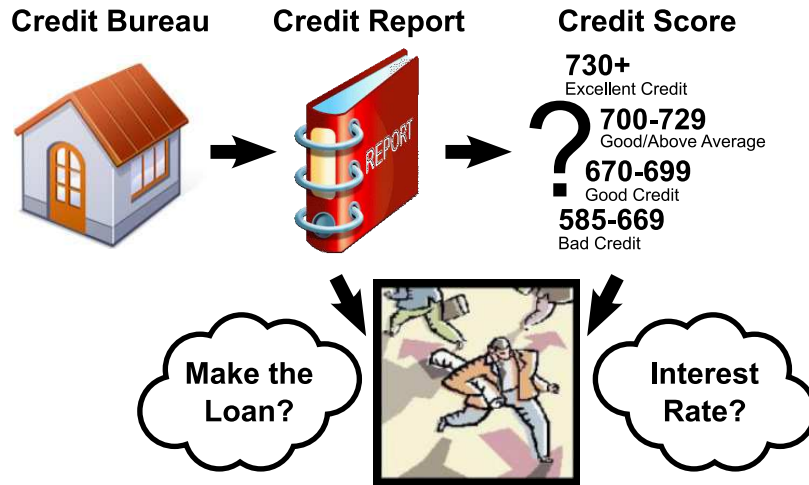 Credit Bureau
Credit Report
Credit Score
REPORT
730+
Excellent Credit
?
700-729
Good/Above Average
670-699
Good Credit
585-669
Bad Credit
Make the
Loan?
Interest
Rate?